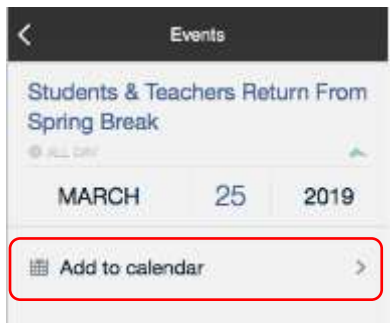 Events
Students & Teachers Return From
Spring Break
ALL DAY
MARCH 25 2019
Add to calendar